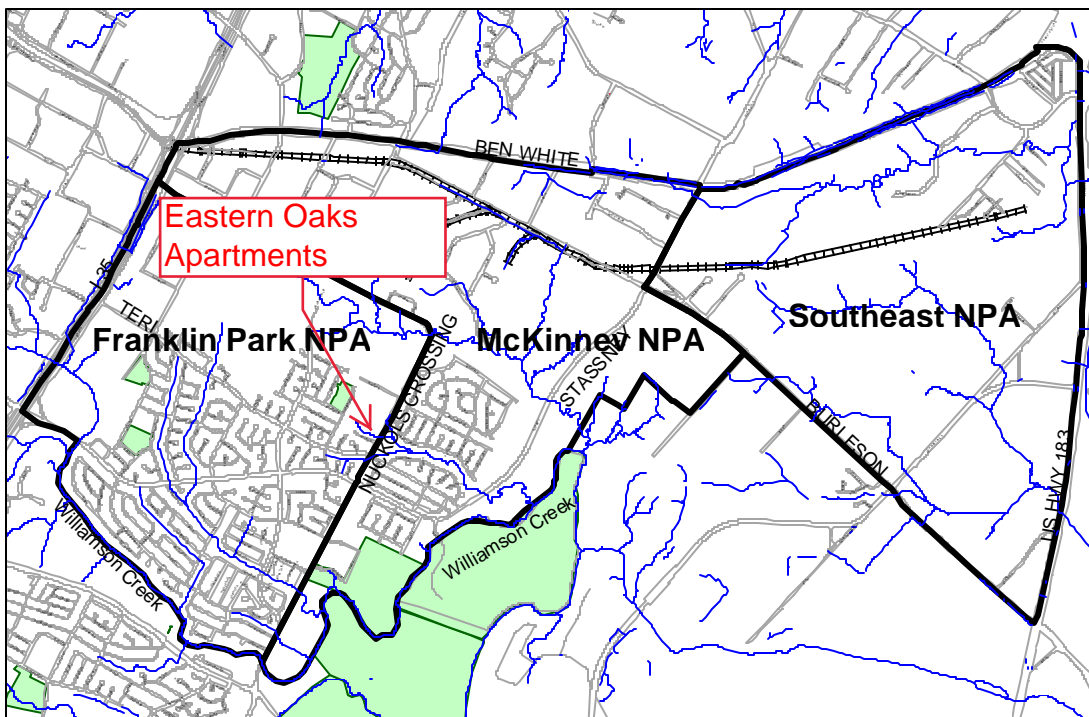 BEN WHITE
Eastern Oaks
Apartments
I-35
Franklin Park NPA
McKinney NPA
Southeast NPA
NUCKOLS CROSSING
STASSNEY
BURLESON
US HWY 183
Williamson Creek
Williamson Creek